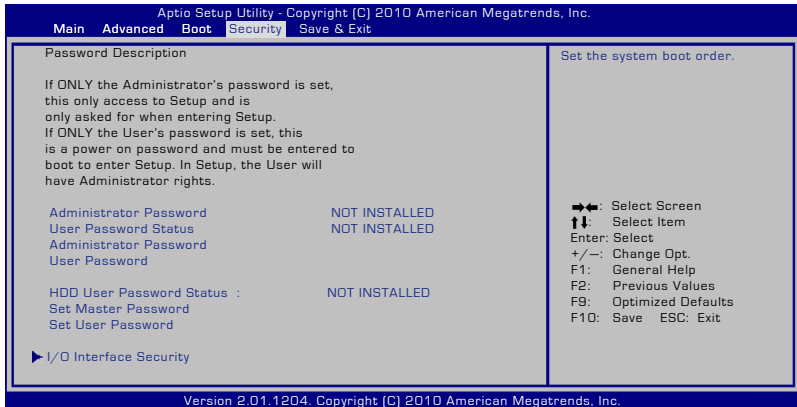 Aptio Setup Utility - Copyright (C) 2010 American Megatrends, Inc.
Main Advanced Boot Security Save & Exit
Password Description
If ONLY the Administrator's password is set,
this only access to Setup and is
only asked for when entering Setup.
If ONLY the User's password is set, this
is a power on password and must be entered to
boot to enter Setup. In Setup, the User will
have Administrator rights.
Administrator Password NOT INSTALLED
User Password Status NOT INSTALLED
Administrator Password
User Password
HDD User Password Status : NOT INSTALLED
Set Master Password
Set User Password
I/O Interface Security
Set the system boot order.
→←: Select Screen
↑↓: Select Item
Enter: Select
+/—: Change Opt.
F1: General Help
F2: Previous Values
F9: Optimized Defaults
F10: Save ESC: Exit
Version 2.01.1204. Copyright (C) 2010 American Megatrends, Inc.